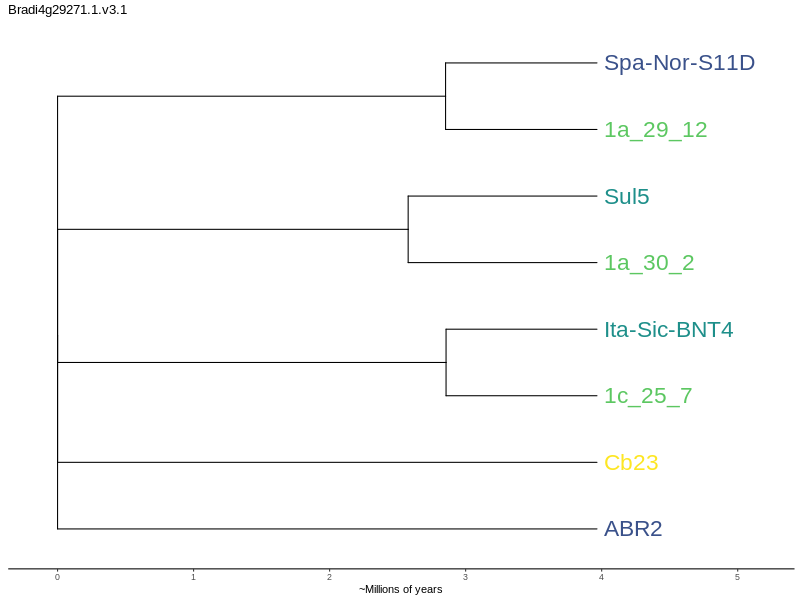 Bradi4g29271.1.v3.1
Spa-Nor-S11D
1a_29_12
Sul5
1a_30_2
Ita-Sic-BNT4
1c_25_7
Cb23
ABR2
0 1 2 3 4 5
~Millions of years